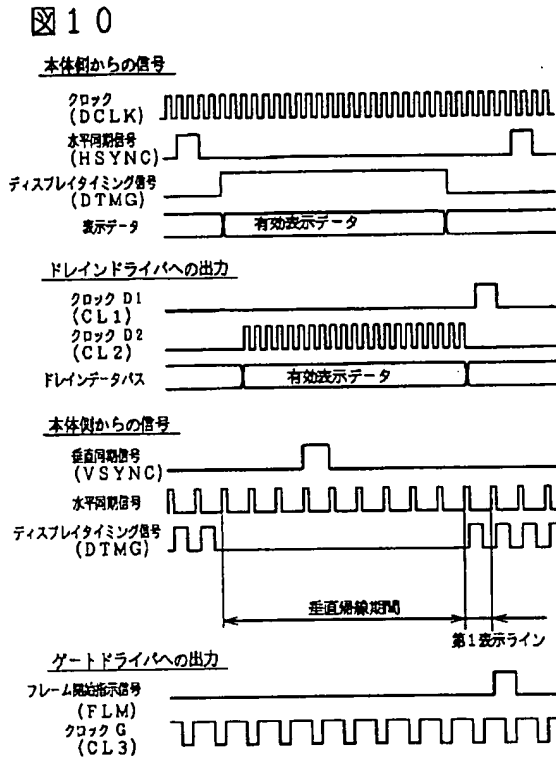 図10
本体側からの信号
クロック
(DCLK)
水平同期信号
(HSYNC)
ディスプレイタイミング信号
(DTMG)
表示データ
有効表示データ
ドレインドライバへの出力
クロック D1
(CL1)
クロック D2
(CL2)
ドレインデータバス
有効表示データ
本体側からの信号
垂直同期信号
(VSYNC)
水平同期信号
ディスプレイタイミング信号
(DTMG)
垂直帰線期間
第1表示ライン
ゲートドライバへの出力
フレーム開始指示信号
(FLM)
クロック G
(CL3)